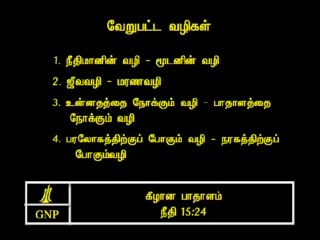 வேறுபட்ட வழிகள்
1. நீதிமானின் வழி - மூடனின் வழி
2. ஜீவவழி - மரணவழி
3. உன்னதத்தை நோக்கும் வழி - பாதாளத்தை
நோக்கும் வழி
4. பரலோகத்திற்குப் போகும் வழி - நரகத்திற்குப்
போகும்வழி
கீழான பாதாளம்
GNP
நீதி 15:24